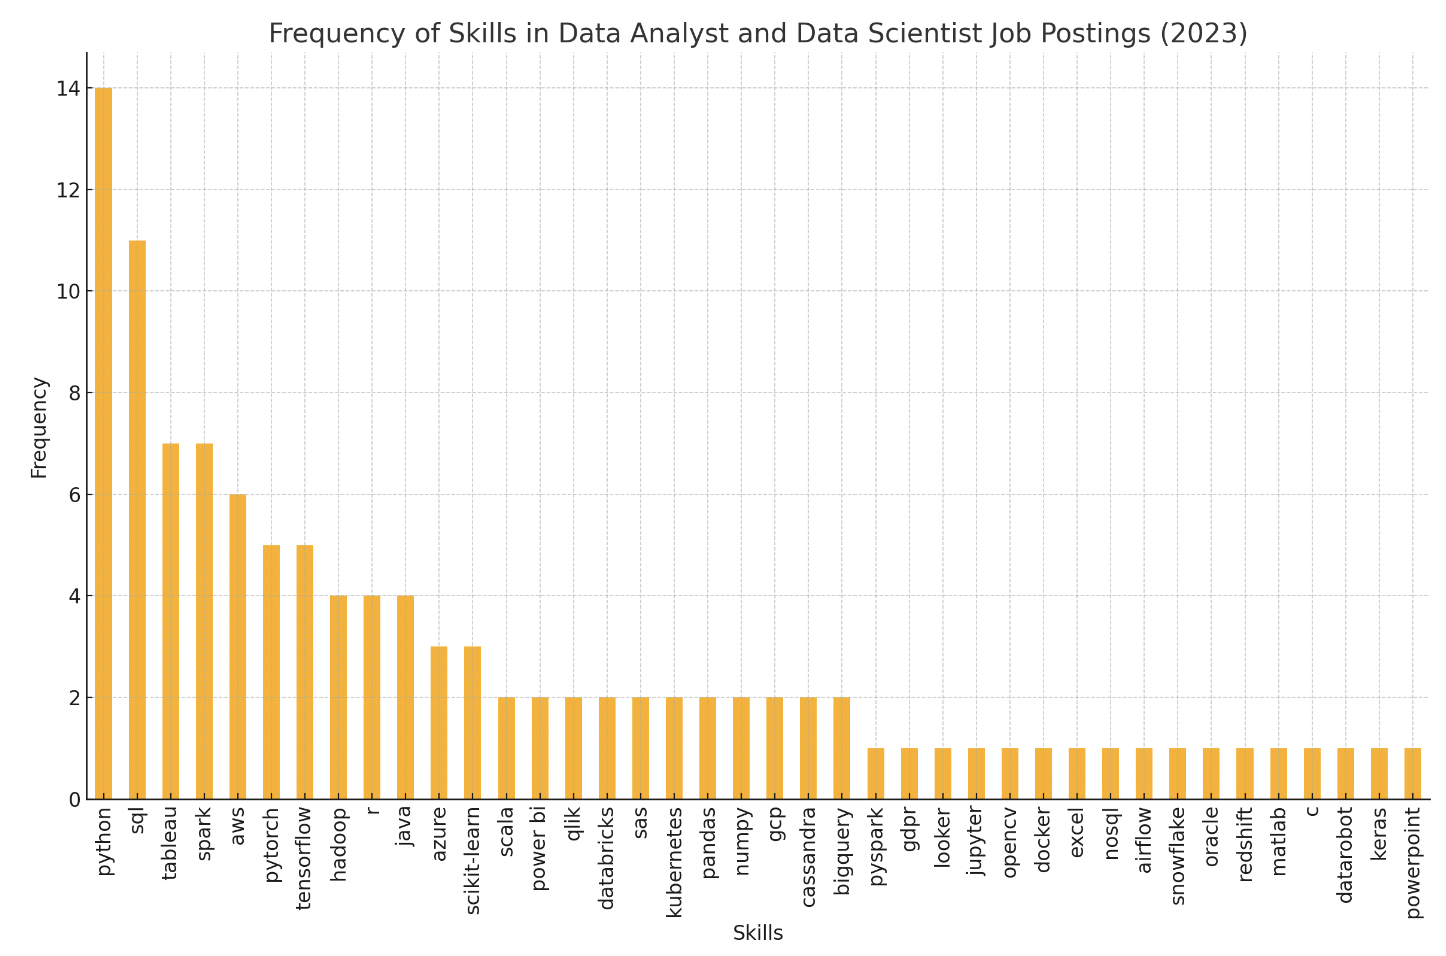 Frequency of Skills in Data Analyst and Data Scientist Job Postings (2023)
Frequency
14
12
10
8
6
4
2
0
python
sql
tableau
spark
aws
pytorch
tensorflow
hadoop
r
java
azure
scikit-learn
scala
power bi
qlik
databricks
sas
kubernetes
pandas
numpy
gcp
cassandra
bigquery
pyspark
gdpr
looker
jupyter
opencv
docker
excel
nosql
airflow
snowflake
oracle
redshift
matlab
c
datarobot
keras
powerpoint
Skills